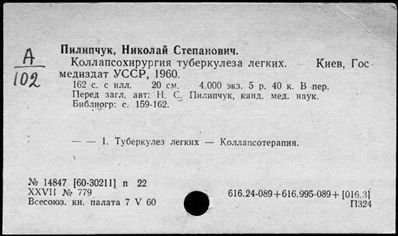 А
102
Пилипчук, Николай Степанович.
Коллапсохирургия туберкулеза легких. Киев, Гос
медиздат УССР, 1960.
162 с. с илл. 20 см. 4.000 экз. 5 р. 40 к. В пер.
Перед загл. авт: Н. С. Пилипчук, канд. мед. наук.
Библиогр: с. 159-162.
— — 1. Туберкулез легких — Коллапсотерапия.
№ 14847 [60-30211] п 22
XXVII № 779
Всесоюз. кн. палата 7 V 60
616.24-089+616.995-089+[016.3]
П324